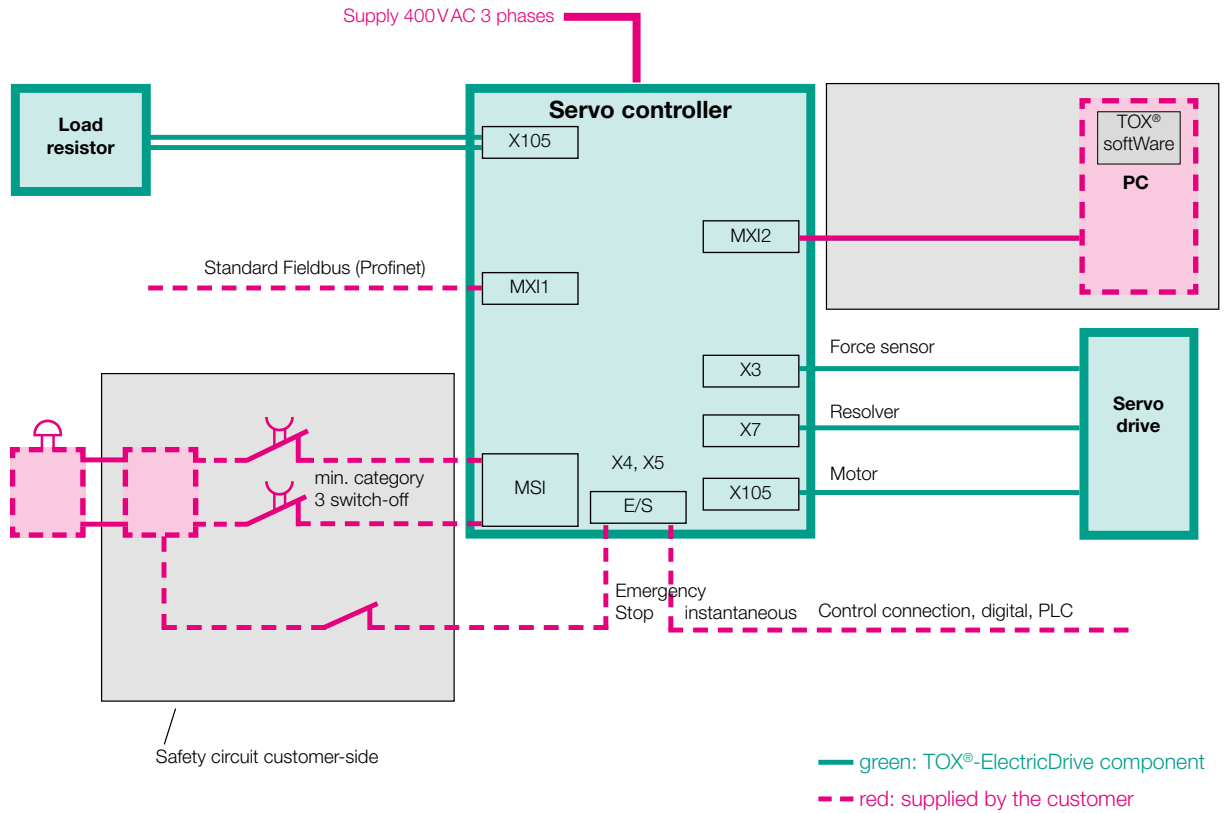 Supply 400VAC 3 phases
Load
resistor
Servo controller
X105
TOX®
softWare
PC
MXI2
Standard Fieldbus (Profinet)
MXI1
Force sensor
X3
Resolver
X7
Servo
drive
Motor
X105
min. category
3 switch-off
MSI
X4, X5
E/S
Emergency
Stop
instantaneous
Control connection, digital, PLC
Safety circuit customer-side
green: TOX®-ElectricDrive component
red: supplied by the customer